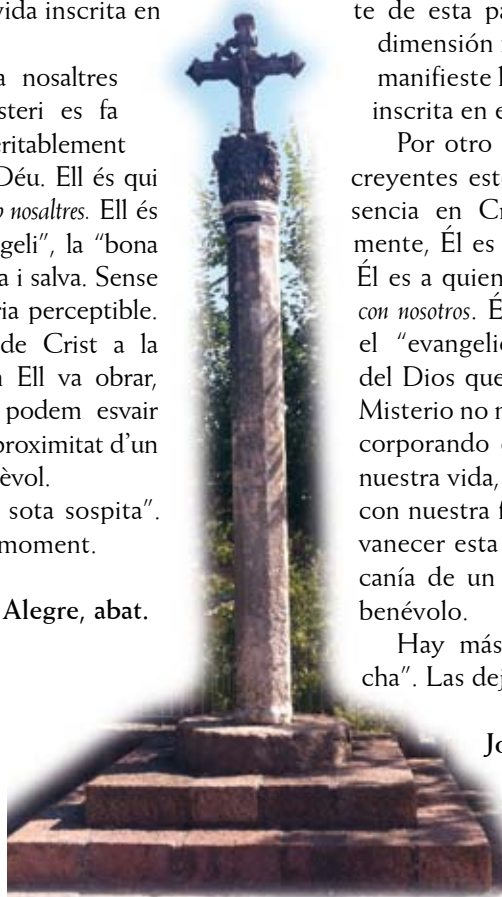 vida inscrita en
a nosaltres
steri es fa
eritablement
Déu. Ell és qui
b nosaltres. Ell és
ngeli”, la “bona
a i salva. Sense
ria perceptible.
de Crist a la
n Ell va obrar,
podem esvair
proximitat d’un
èvol.
sota sospita”.
moment.
Alegre, abat.
te de esta pa
dimensión
manifieste l
inscrita en e
Por otro
creyentes est
sencia en Cr
mente, Él es
Él es a quien
con nosotros. É
el “evangeli
del Dios que
Misterio no n
corporando
nuestra vida,
con nuestra f
vanecer esta
canía de un
benévolo.
Hay más
cha”. Las dej
Jo